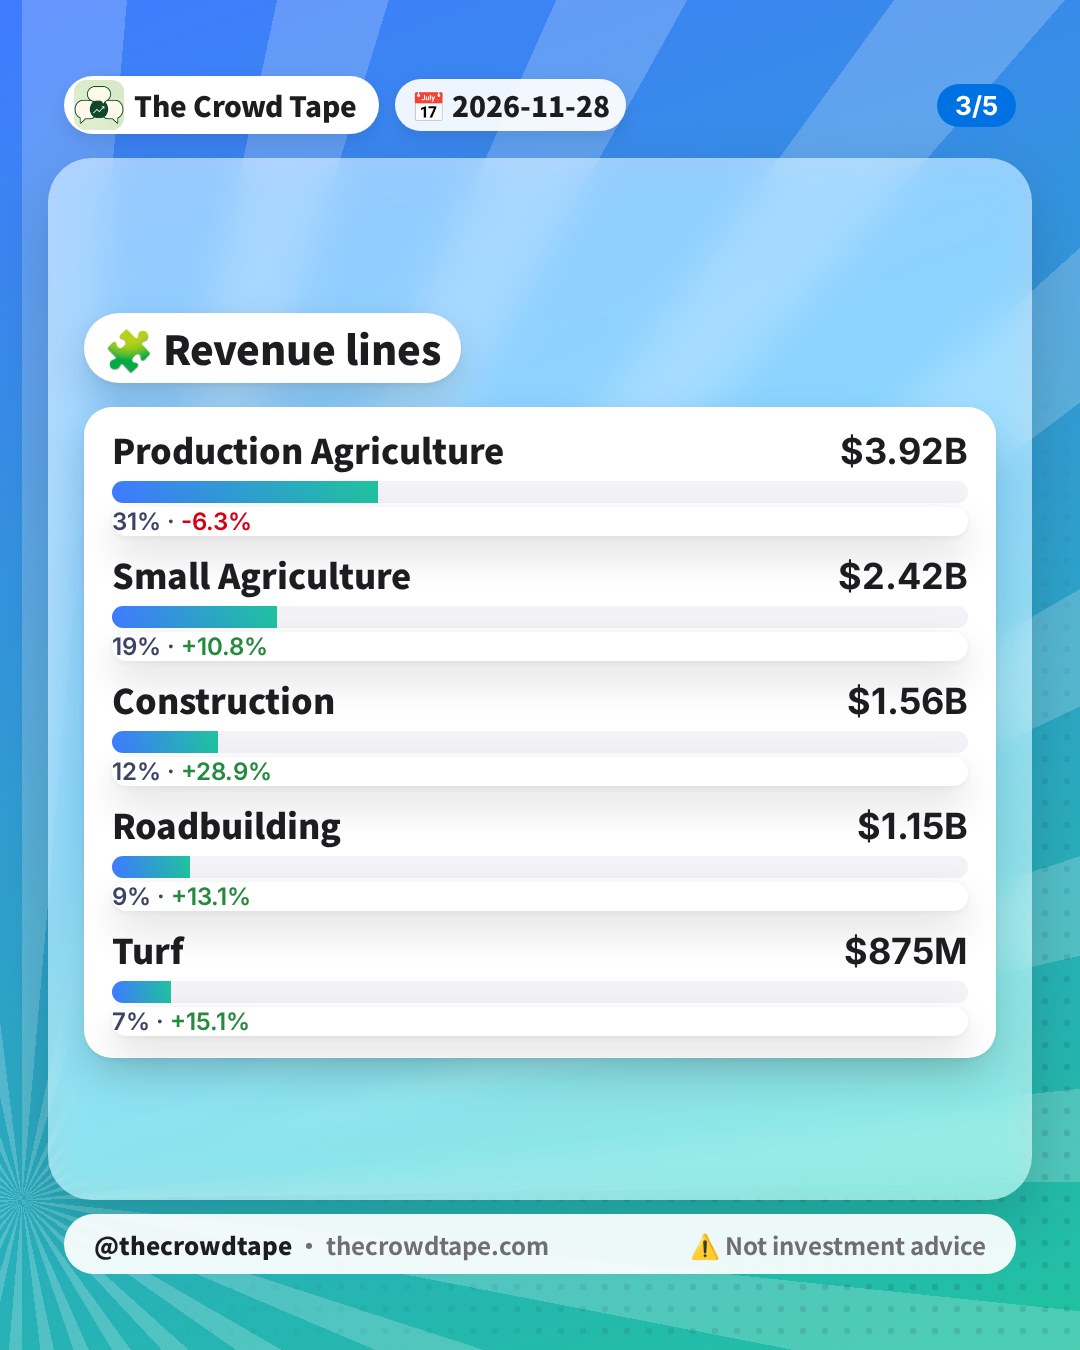 The Crowd Tape
📅 2026-11-28
3/5
🧩 Revenue lines
Production Agriculture $3.92B
31% · -6.3%
Small Agriculture $2.42B
19% · +10.8%
Construction $1.56B
12% · +28.9%
Roadbuilding $1.15B
9% · +13.1%
Turf $875M
7% · +15.1%
@thecrowdtape • thecrowdtape.com ⚠️ Not investment advice